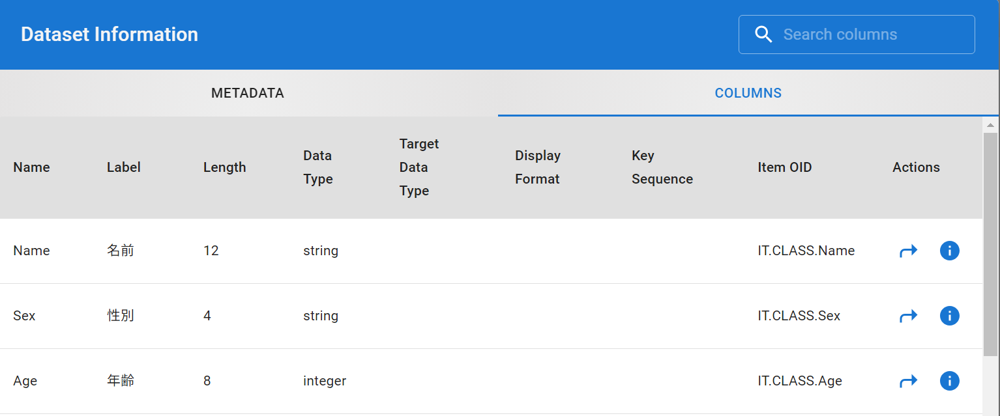 Dataset Information
Search columns
METADATA COLUMNS
Name Label Length Data Type Target Data Type Display Format Key Sequence Item OID Actions
Name 名前 12 string IT.CLASS.Name
Sex 性別 4 string IT.CLASS.Sex
Age 年齢 8 integer IT.CLASS.Age